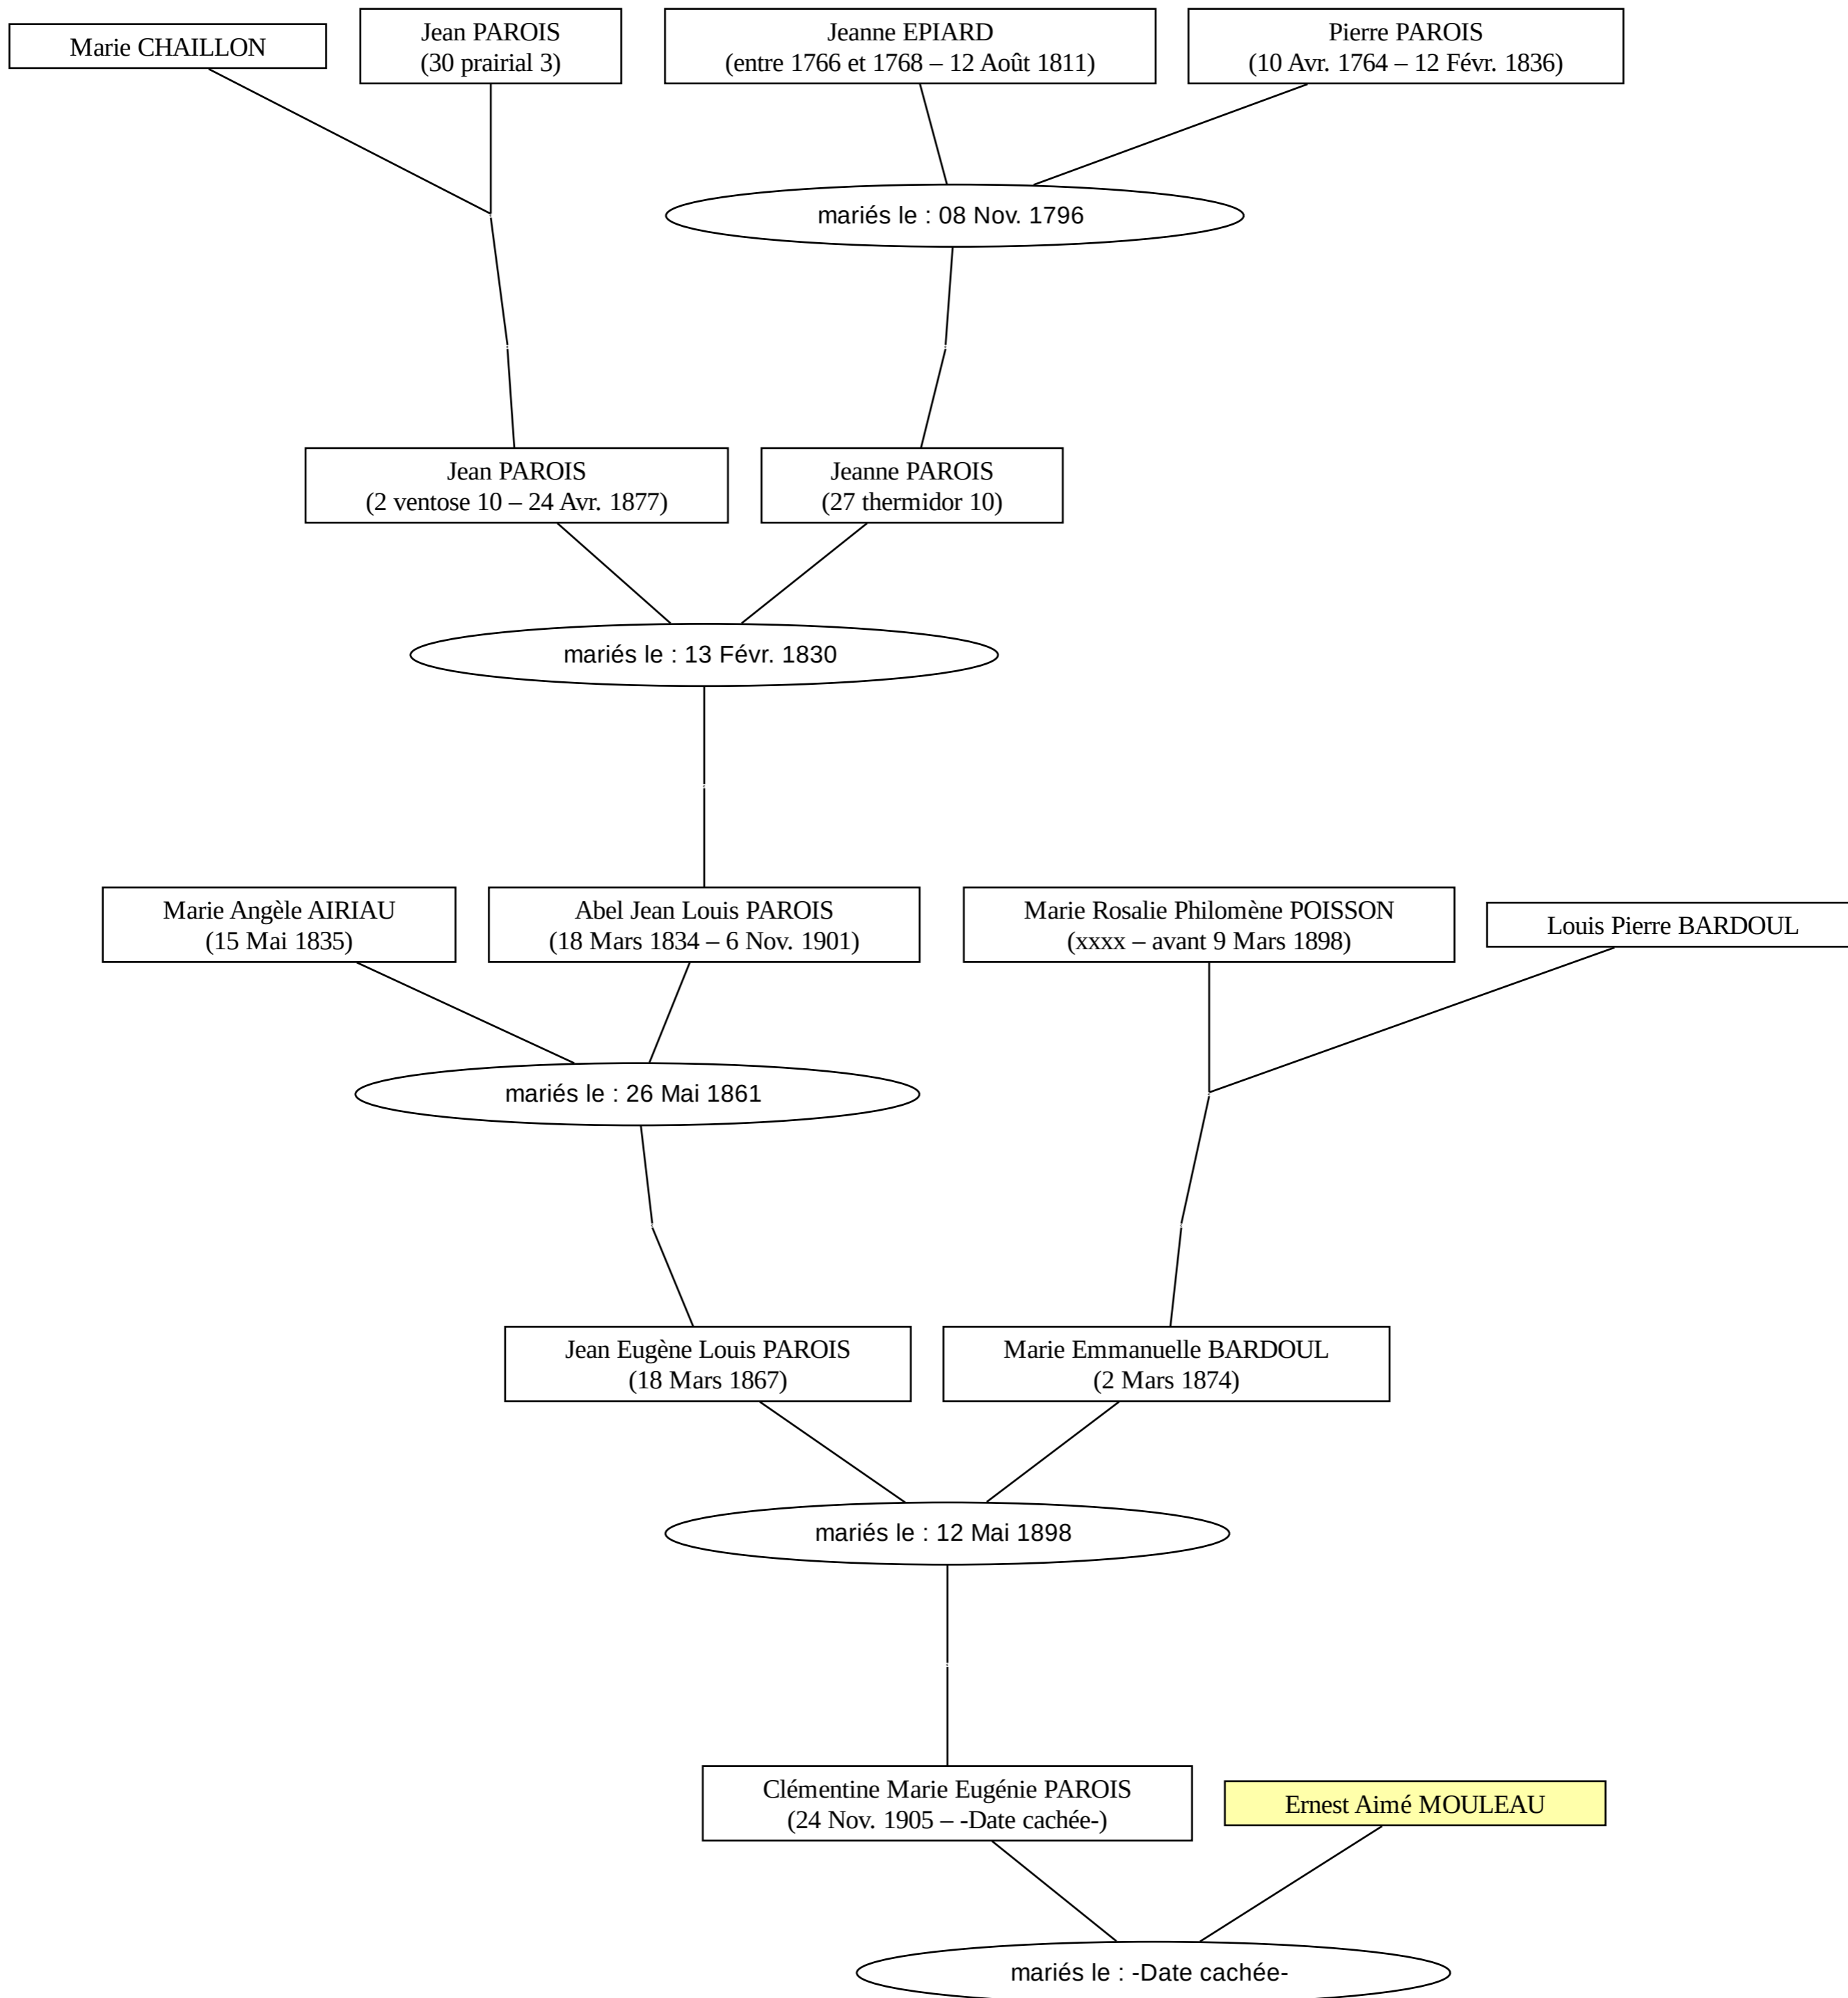 Marie CHAILLON
Jean PAROIS
(30 prairial 3)
Jeanne EPIARD
(entre 1766 et 1768 – 12 Août 1811)
Pierre PAROIS
(10 Avr. 1764 – 12 Févr. 1836)
mariés le : 08 Nov. 1796
Jean PAROIS
(2 ventose 10 – 24 Avr. 1877)
Jeanne PAROIS
(27 thermidor 10)
mariés le : 13 Févr. 1830
Marie Angèle AIRIAU
(15 Mai 1835)
Abel Jean Louis PAROIS
(18 Mars 1834 – 6 Nov. 1901)
Marie Rosalie Philomène POISSON
(xxxx – avant 9 Mars 1898)
Louis Pierre BARDOUL
mariés le : 26 Mai 1861
Jean Eugène Louis PAROIS
(18 Mars 1867)
Marie Emmanuelle BARDOUL
(2 Mars 1874)
mariés le : 12 Mai 1898
Clémentine Marie Eugénie PAROIS
(24 Nov. 1905 – -Date cachée-)
Ernest Aimé MOULEAU
mariés le : -Date cachée-